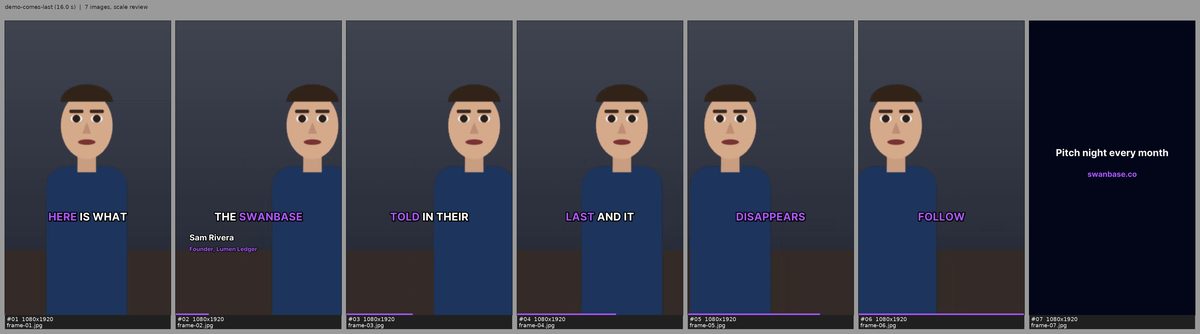 demo-comes-last (16.0 s) | 7 images, scale review
HERE IS WHAT
#01 1080x1920
frame-01.jpg
THE SWANBASE
Sam Rivera
Founder, Lumen Ledger
#02 1080x1920
frame-02.jpg
TOLD IN THEIR
#03 1080x1920
frame-03.jpg
LAST AND IT
#04 1080x1920
frame-04.jpg
DISAPPEARS
#05 1080x1920
frame-05.jpg
FOLLOW
#06 1080x1920
frame-06.jpg
Pitch night every month
swanbase.co
#07 1080x1920
frame-07.jpg